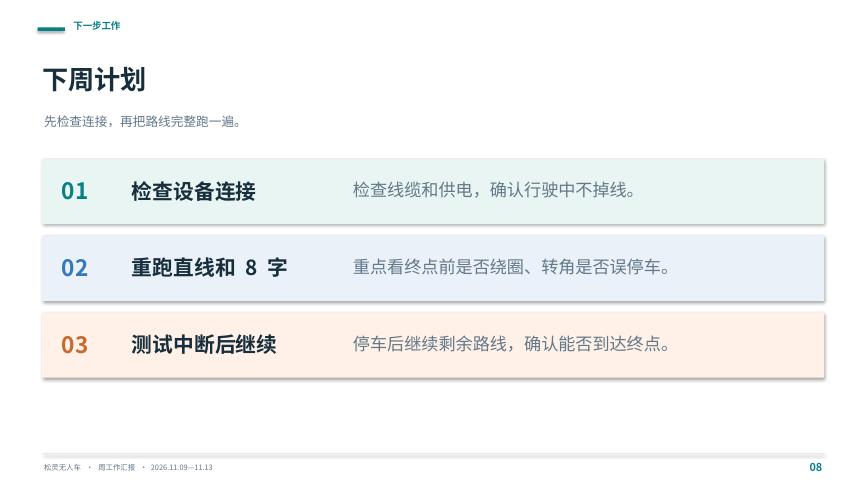 下一步工作
下周计划
先检查连接，再把路线完整跑一遍。
01 检查设备连接 检查线缆和供电，确认行驶中不掉线。
02 重跑直线和 8 字 重点看终点前是否绕圈、转角是否误停车。
03 测试中断后继续 停车后继续剩余路线，确认能否到达终点。
松灵无人车 · 周工作汇报 · 2026.11.09—11.13 08